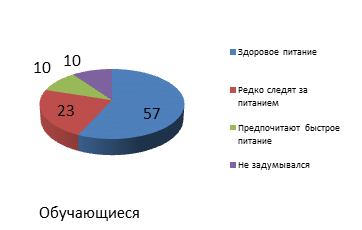 10
10
23
57
Здоровое питание
Редко следят за
питанием
Предпочитают быстрое
питание
Не задумывался
Обучающиеся